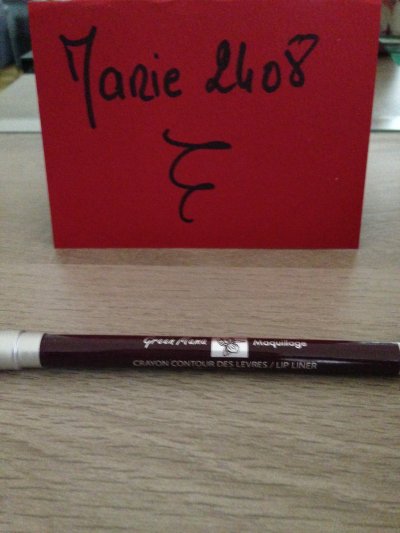 Marie 2408
Green Mama Maquillage
CRAYON CONTOUR DES LEVRES / LIP LINER